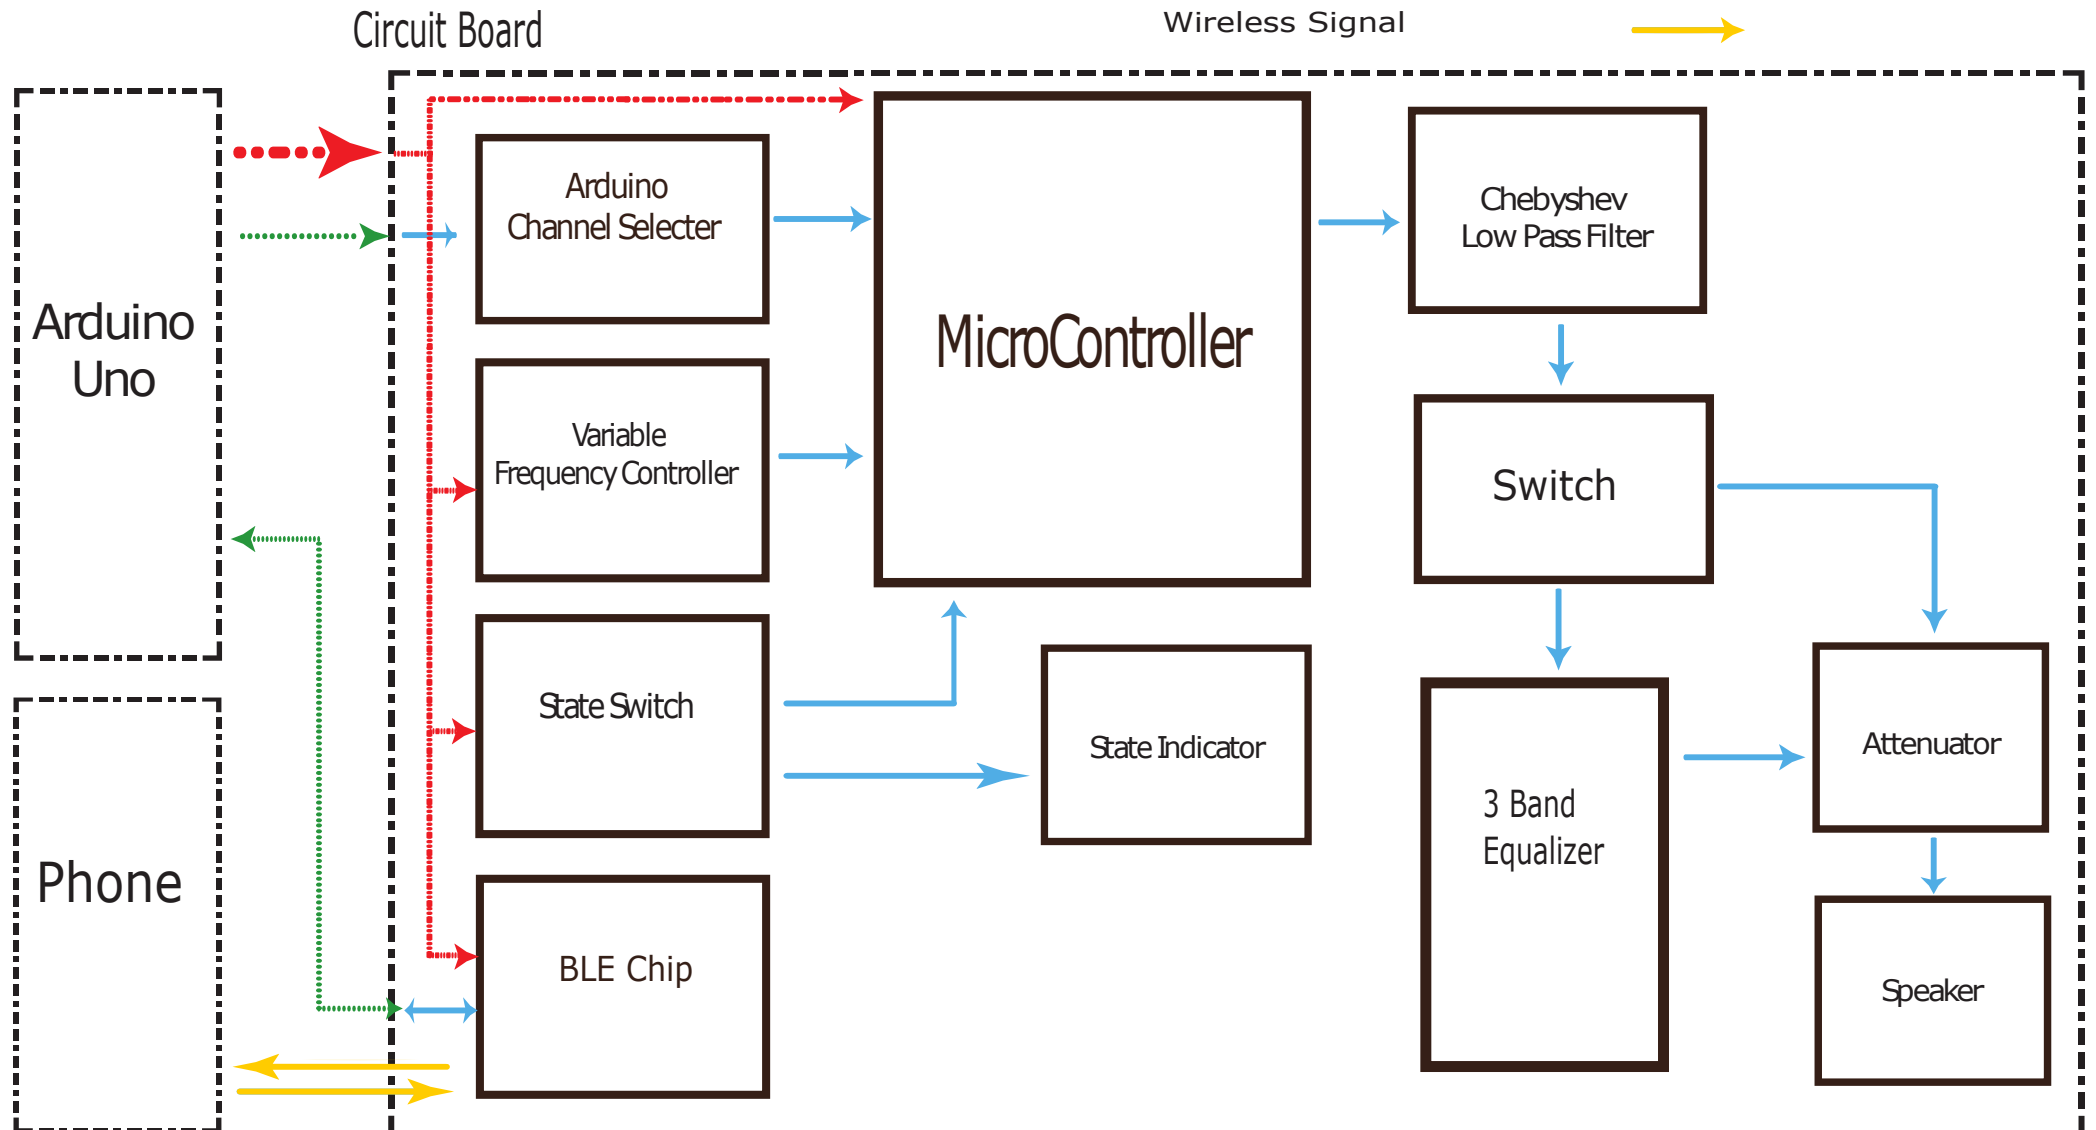 Circuit Board
Wireless Signal
Arduino
Uno
Arduino
Channel Selecter
MicroController
Chebyshev
Low Pass Filter
Variable
Frequency Controller
Switch
State Switch
State Indicator
Attenuator
3 Band
Equalizer
Phone
BLE Chip
Speaker